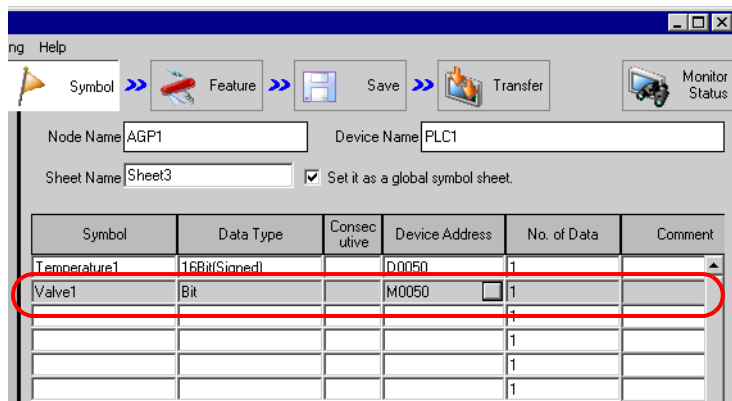 ng Help
Symbol Feature Save Transfer Monitor Status
Node Name AGP1 Device Name PLC1
Sheet Name Sheet3 Set it as a global symbol sheet.
Symbol Data Type Consec utive Device Address No. of Data Comment
Temperature1 16Bit(Signed) D0050 1
Valve1 Bit M0050 1
1
1
1
1